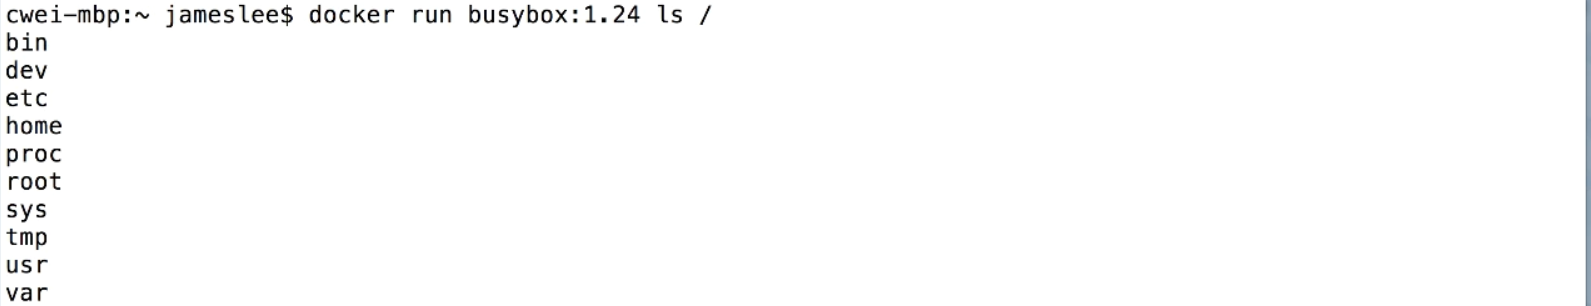 cwei-mbp:~ jameslee$ docker run busybox:1.24 ls /
bin
dev
etc
home
proc
root
sys
tmp
usr
var